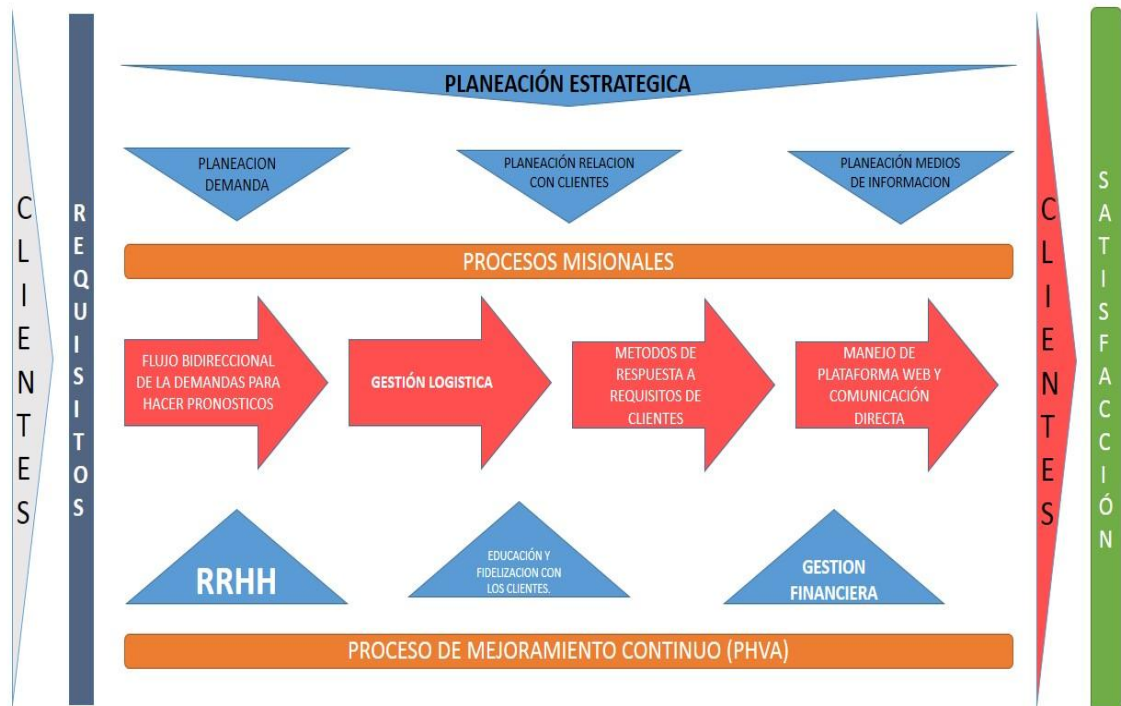 CLIENTES
REQUISITOS
PLANEACIÓN ESTRATEGICA
PLANEACION
DEMANDA
PLANEACIÓN RELACION
CON CLIENTES
PLANEACIÓN MEDIOS
DE INFORMACION
PROCESOS MISIONALES
FLUJO BIDIRECCIONAL
DE LA DEMANDAS PARA
HACER PRONOSTICOS
GESTIÓN LOGISTICA
METODOS DE
RESPUESTA A
REQUISITOS DE
CLIENTES
MANEJO DE
PLATAFORMA WEB Y
COMUNICACIÓN
DIRECTA
RRHH
EDUCACIÓN Y
FIDELIZACION CON
LOS CLIENTES.
GESTION
FINANCIERA
PROCESO DE MEJORAMIENTO CONTINUO (PHVA)
CLIENTES
SATISFACCIÓN